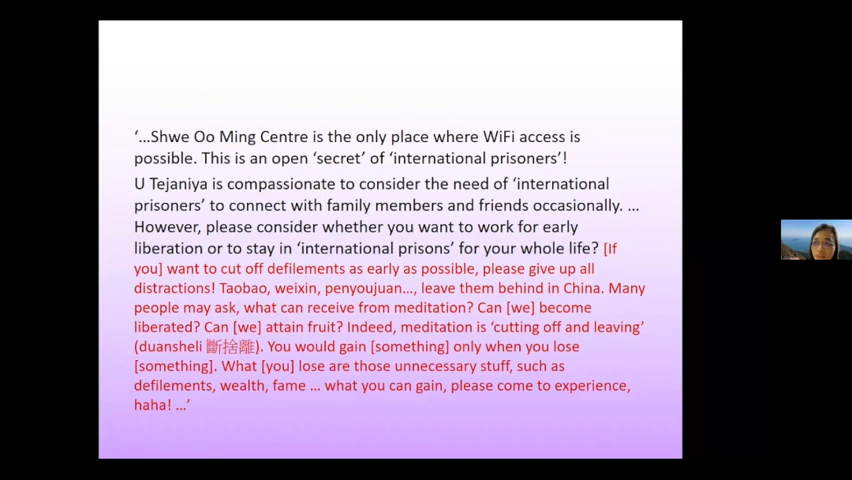 ‘...Shwe Oo Ming Centre is the only place where WiFi access is
possible. This is an open ‘secret’ of ‘international prisoners’!
U Tejaniya is compassionate to consider the need of ‘international
prisoners’ to connect with family members and friends occasionally. ...
However, please consider whether you want to work for early
liberation or to stay in ‘international prisons’ for your whole life? [If
you] want to cut off defilements as early as possible, please give up all
distractions! Taobao, weixin, penyoujuan..., leave them behind in China. Many
people may ask, what can receive from meditation? Can [we] become
liberated? Can [we] attain fruit? Indeed, meditation is ‘cutting off and leaving’
(duansheli 斷捨離). You would gain [something] only when you lose
[something]. What [you] lose are those unnecessary stuff, such as
defilements, wealth, fame ... what you can gain, please come to experience,
haha! ...’